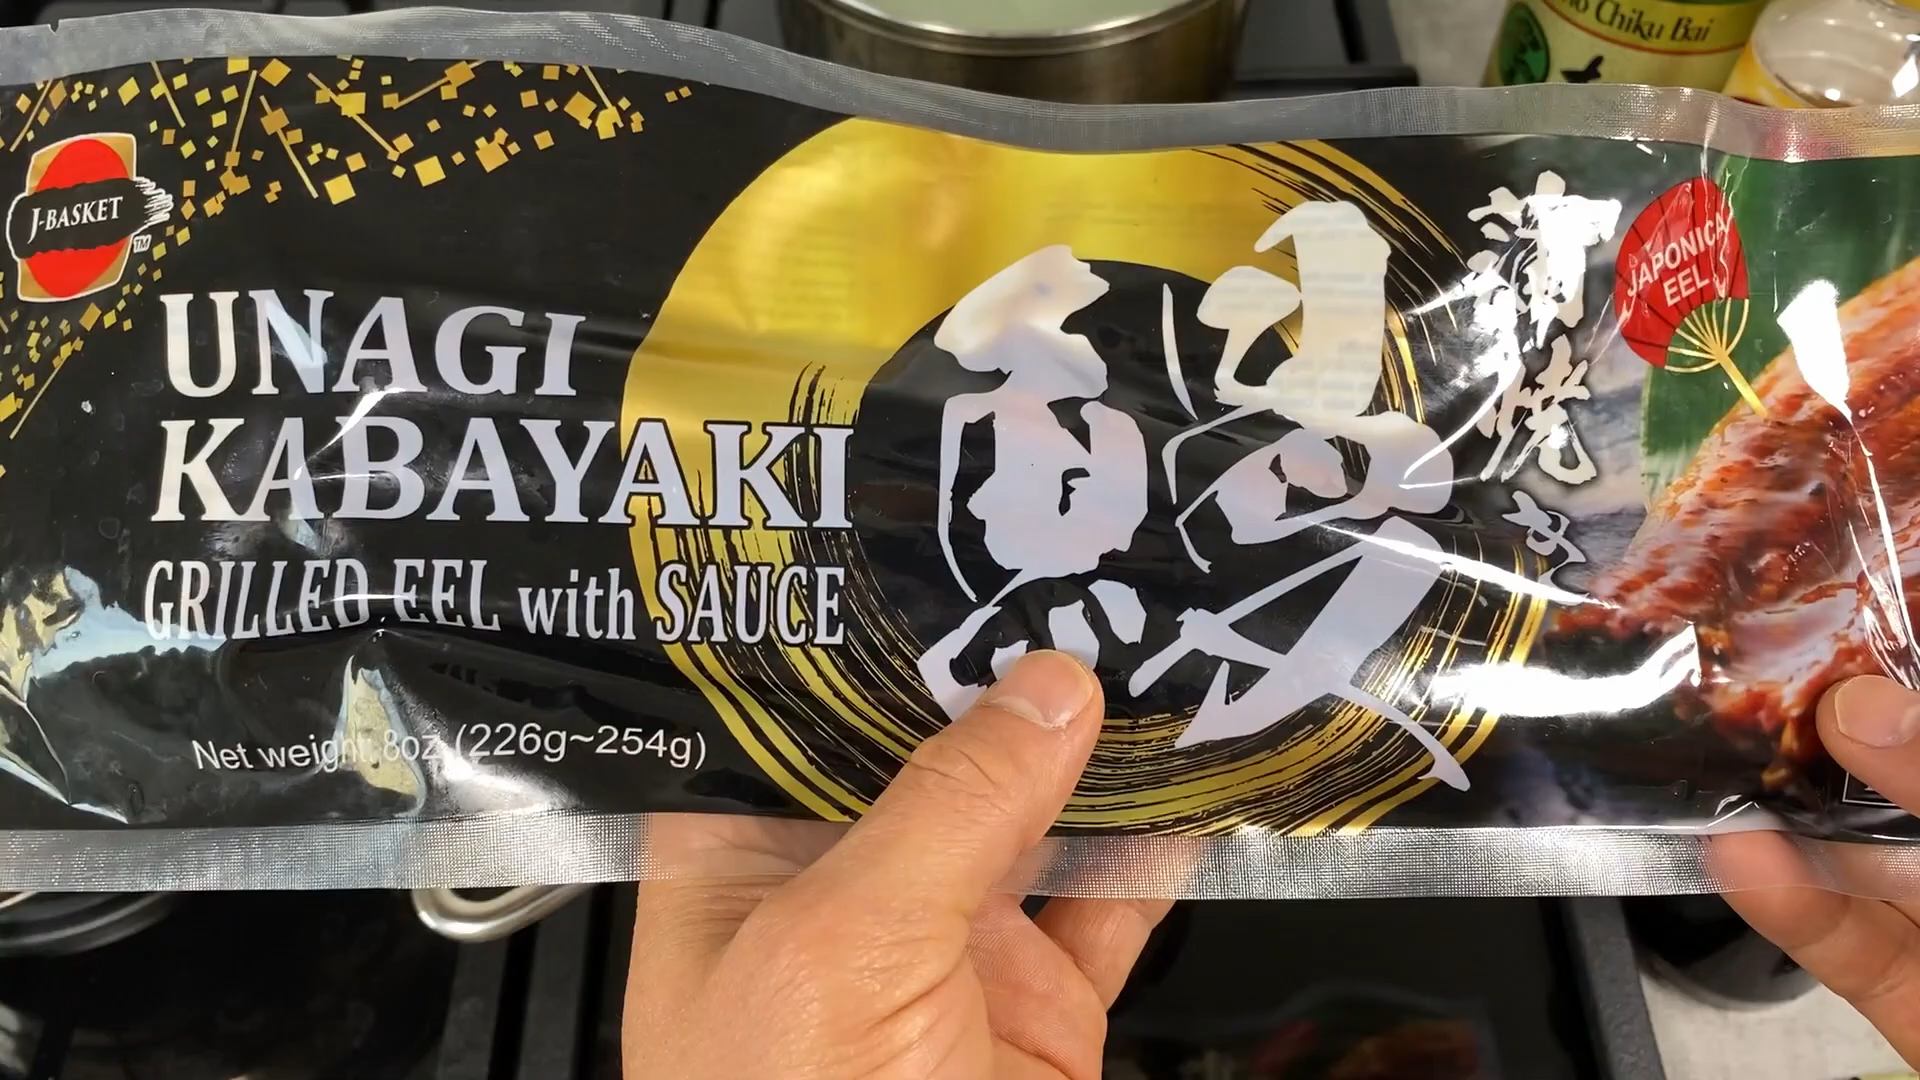 Chiku Bai
J-BASKET
TM
UNAGI
KABAYAKI
GRILLED EEL with SAUCE
Net weight: 8oz (226g~254g)
鰻
蒲焼き
JAPONICA
EEL